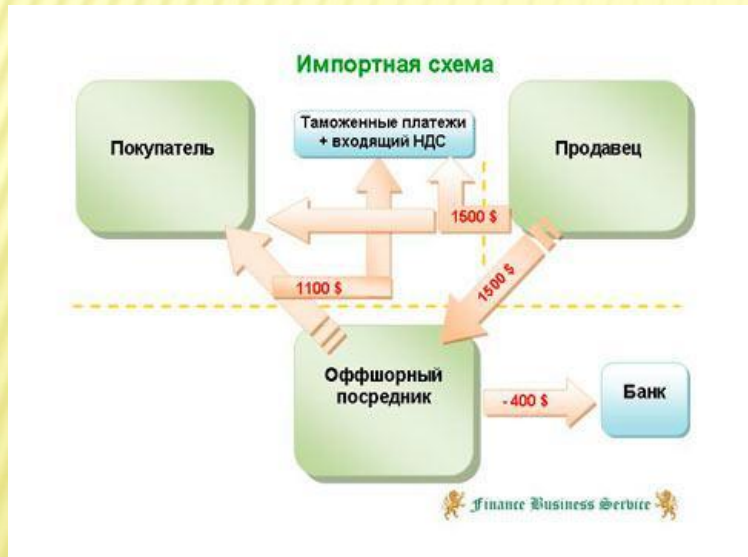 Импортная схема
Покупатель
Таможенные платежи
+ входящий НДС
Продавец
1500 $
1100 $
1500 $
Оффшорный
посредник
- 400 $
Банк
Finance Business Service